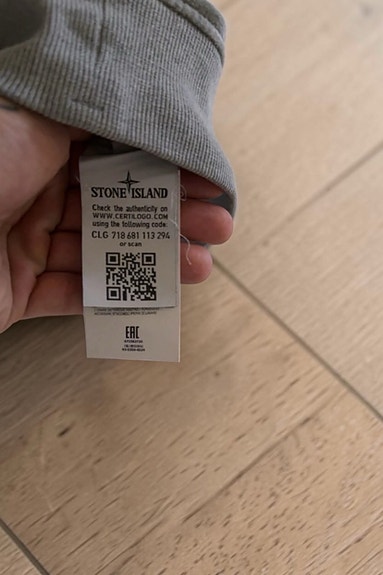 STONE ISLAND
Check the authenticity on
WWW.CERTILOGO.COM
using the following code:
CLG 718 681 113 294
or scan
EAC